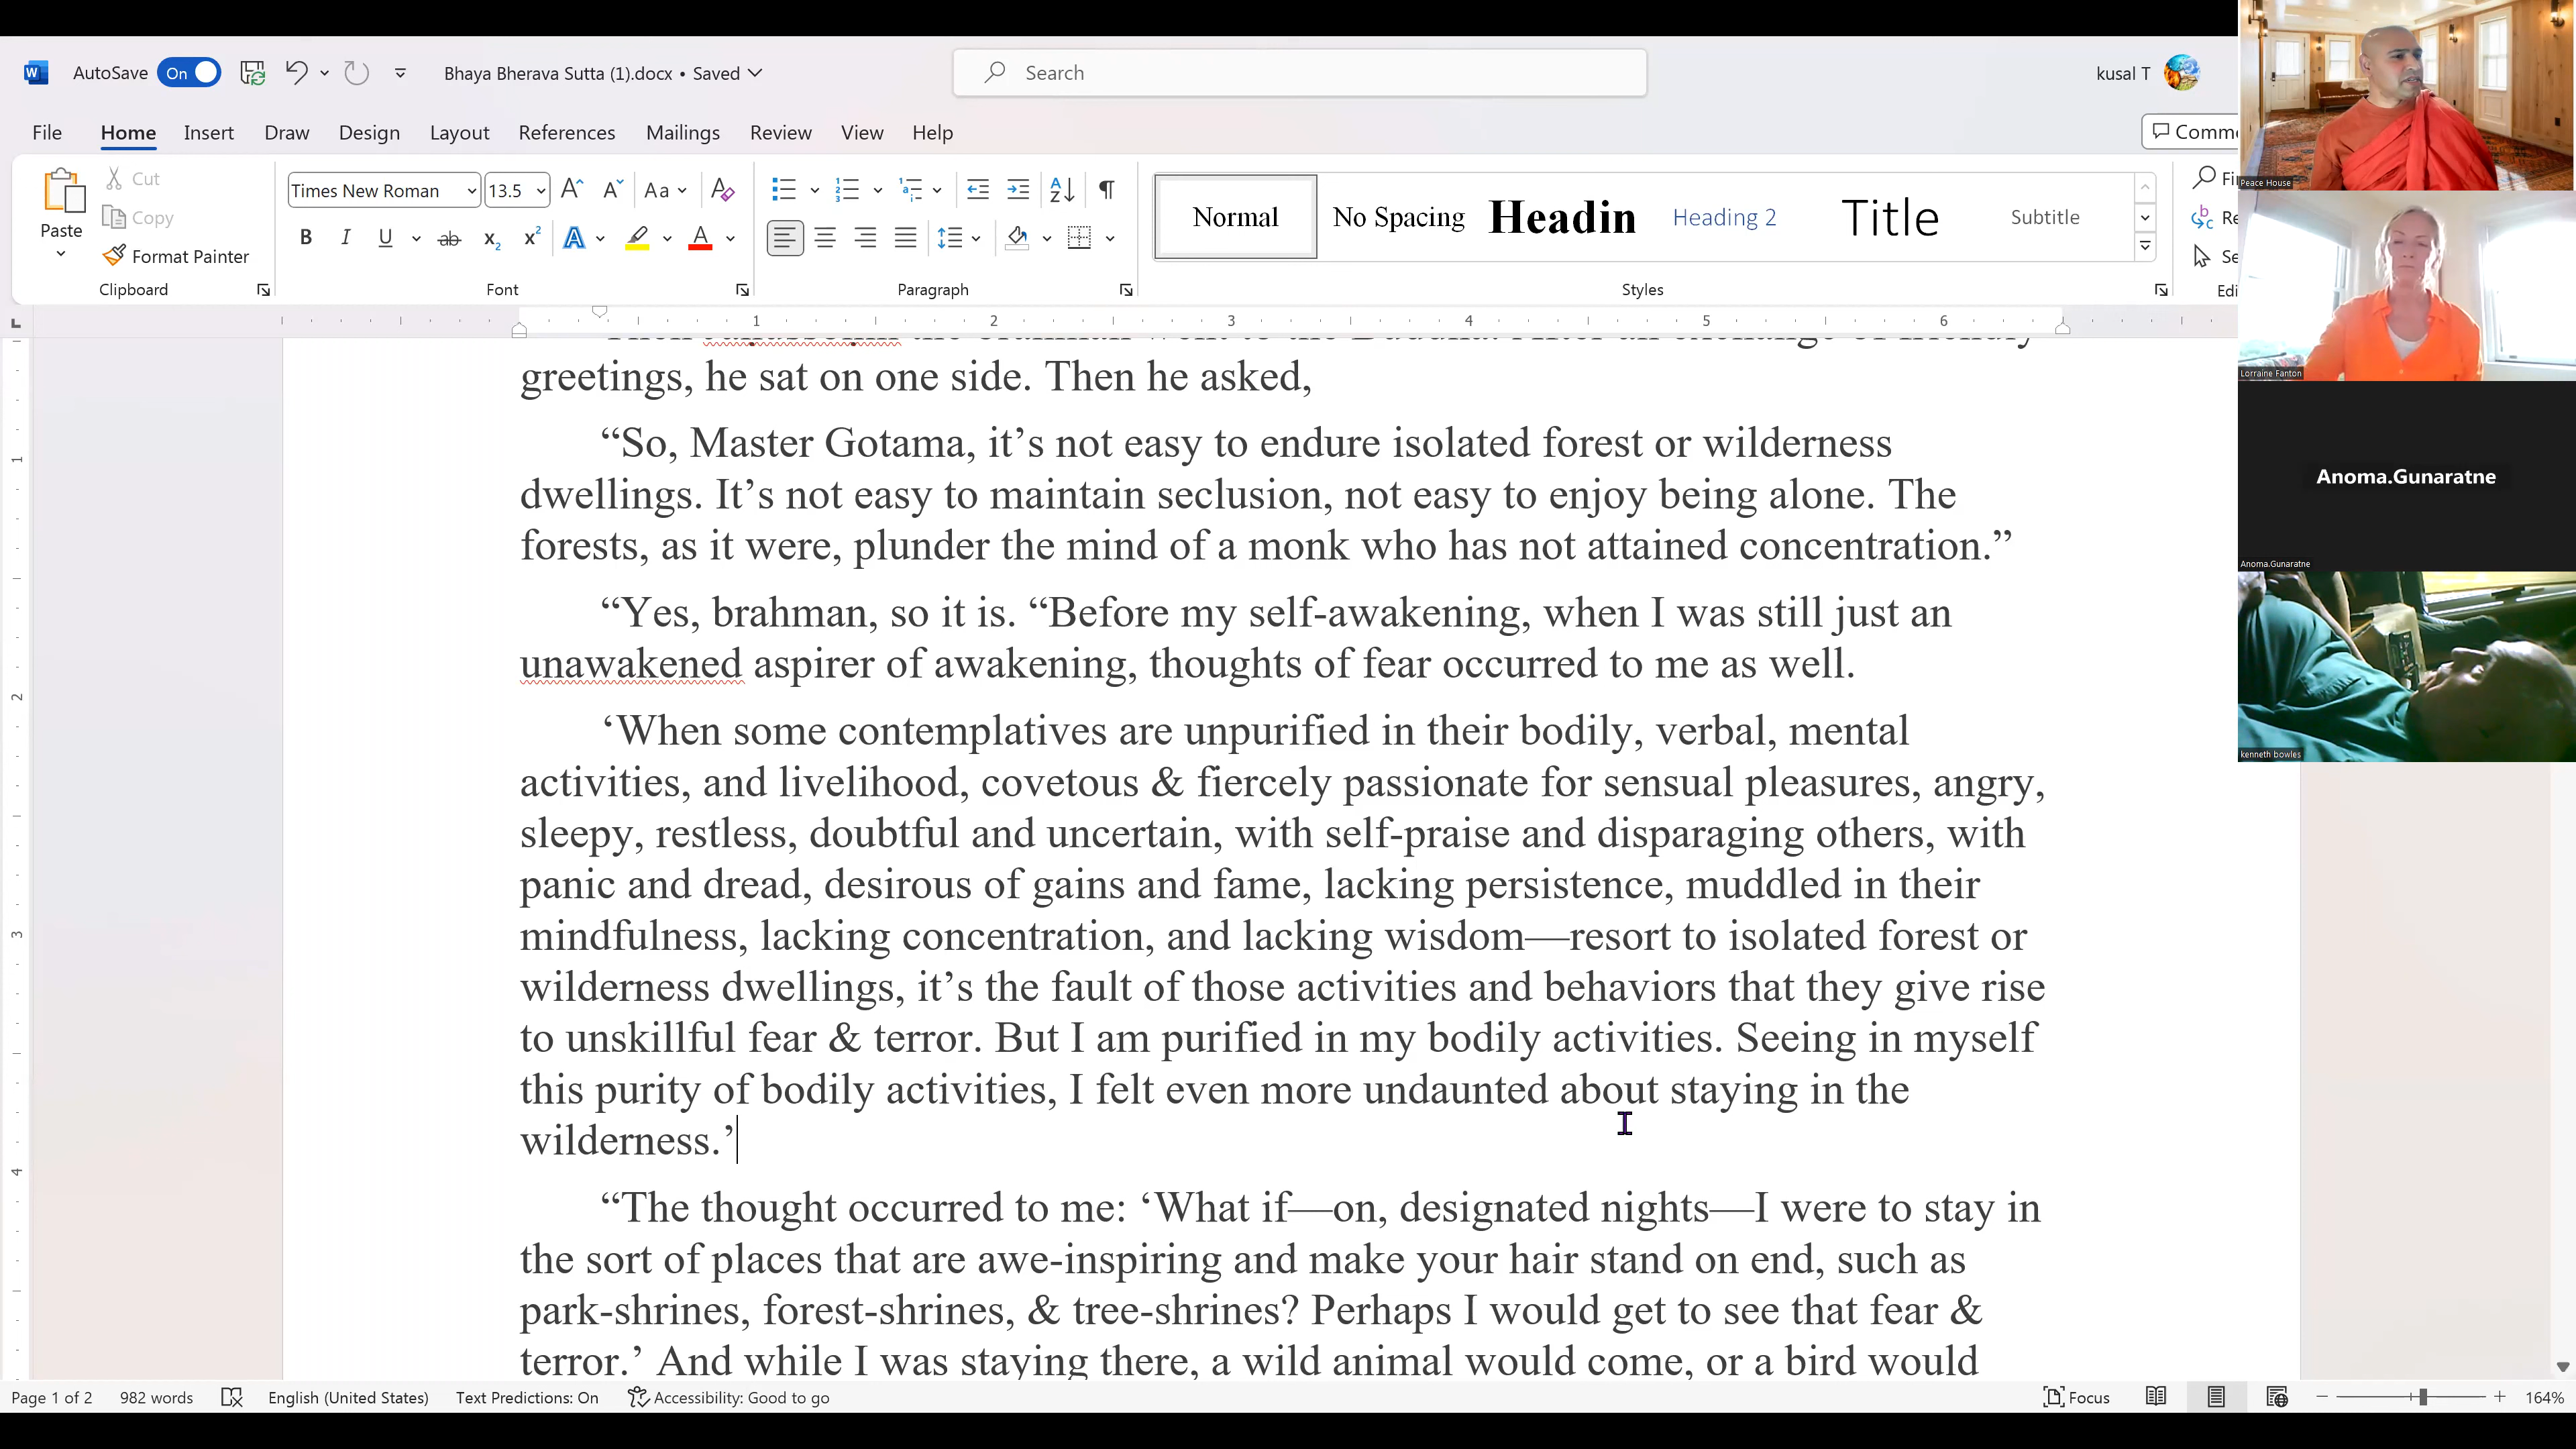 AutoSave On Bhaya Bherava Sutta (1).docx • Saved Search kusal T
File Home Insert Draw Design Layout References Mailings Review View Help
Paste
Cut
Copy
Format Painter
Clipboard
Times New Roman 13.5
Font
Paragraph
Normal No Spacing Headin Heading 2 Title Subtitle
Styles
1 2 3 4 5 6
greetings, he sat on one side. Then he asked,
“So, Master Gotama, it’s not easy to endure isolated forest or wilderness
dwellings. It’s not easy to maintain seclusion, not easy to enjoy being alone. The
forests, as it were, plunder the mind of a monk who has not attained concentration.”
“Yes, brahman, so it is. “Before my self-awakening, when I was still just an
unawakened aspirer of awakening, thoughts of fear occurred to me as well.
‘When some contemplatives are unpurified in their bodily, verbal, mental
activities, and livelihood, covetous & fiercely passionate for sensual pleasures, angry,
sleepy, restless, doubtful and uncertain, with self-praise and disparaging others, with
panic and dread, desirous of gains and fame, lacking persistence, muddled in their
mindfulness, lacking concentration, and lacking wisdom—resort to isolated forest or
wilderness dwellings, it’s the fault of those activities and behaviors that they give rise
to unskillful fear & terror. But I am purified in my bodily activities. Seeing in myself
this purity of bodily activities, I felt even more undaunted about staying in the
wilderness.’
“The thought occurred to me: ‘What if—on, designated nights—I were to stay in
the sort of places that are awe-inspiring and make your hair stand on end, such as
park-shrines, forest-shrines, & tree-shrines? Perhaps I would get to see that fear &
terror.’ And while I was staying there, a wild animal would come, or a bird would
Page 1 of 2 982 words English (United States) Text Predictions: On Accessibility: Good to go Focus 164%
Peace House
Lorraine Fanton
Anoma.Gunaratne
Anoma.Gunaratne
kenneth bowles